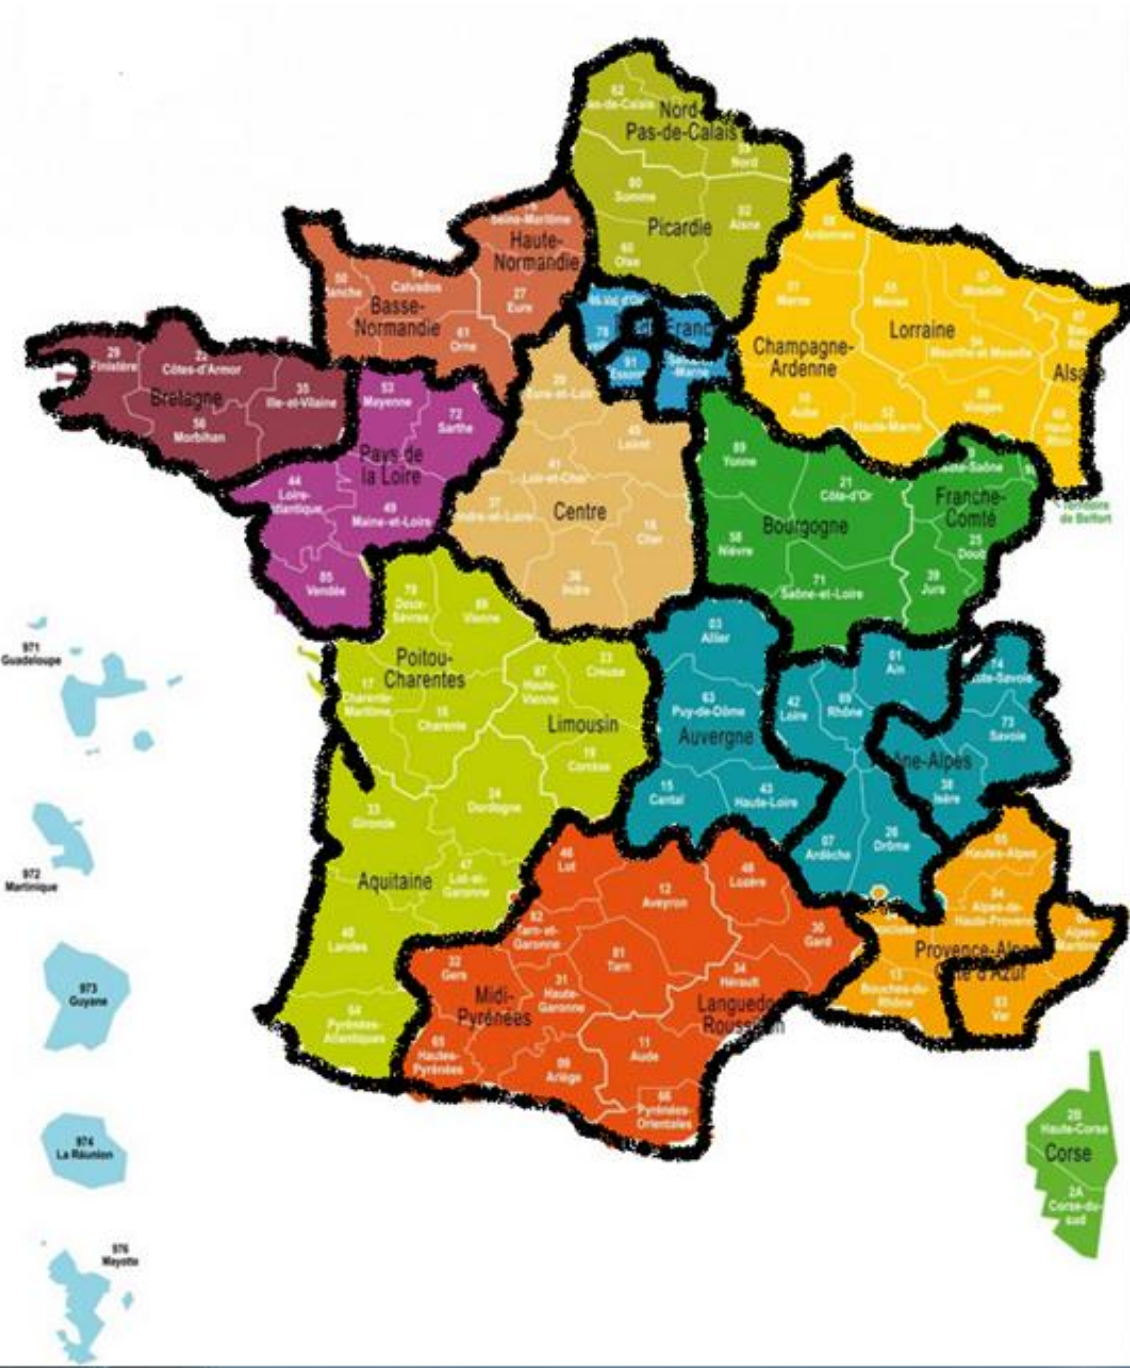 62
Nord-
Pas-de-Calais
Nord
80
Somme
02
Aisne
Picardie
60
Oise
Seine-Maritime
Haute-
Normandie
27
Eure
50
Calvados
Basse-
Normandie
61
Orne
78
91
08
Ardennes
51
Marne
55
Meuse
57
Moselle
54
Meurthe et Moselle
Lorraine
Champagne-
Ardenne
10
Aube
52
Haute-Marne
88
Vosges
67
68
29
Finistère
22
Côtes-d'Armor
35
Ille-et-Vilaine
Bretagne
56
Morbihan
53
Mayenne
72
Sarthe
Pays de
la Loire
44
Loire-
49
Maine-et-Loire
85
Vendée
45
Loiret
41
Loir-et-Cher
37
Centre
18
Cher
36
Indre
89
Yonne
21
Côte-d'Or
Bourgogne
58
Nièvre
71
Saône-et-Loire
Franche-
Comté
25
39
Jura
Territoire
de Belfort
79
Deux-
Sèvres
86
Vienne
Poitou-
Charentes
17
Charente-
Maritime
16
Charente
87
Haute-
Vienne
23
Creuse
Limousin
19
Corrèze
24
Dordogne
33
Gironde
47
Lot-et-
Garonne
Aquitaine
40
Landes
64
Pyrénées-
Atlantiques
03
Allier
63
Puy-de-Dôme
Auvergne
15
Cantal
43
Haute-Loire
42
Loire
69
Rhône
01
Ain
74
73
Savoie
38
Isère
07
Ardèche
26
Drôme
46
Lot
12
Aveyron
48
Lozère
82
Tarn-et-
Garonne
81
Tarn
30
Gard
32
Gers
31
Haute-
Garonne
34
Hérault
Midi-
Pyrénées
65
Hautes-
Pyrénées
09
Ariège
11
Aude
66
Pyrénées-
Orientales
05
Hautes-Alpes
04
Alpes-de-
13
Bouches-du-
Rhône
83
Var
2B
Haute-Corse
Corse
2A
Corse-du-
sud
971
Guadeloupe
972
Martinique
973
Guyane
974
La Réunion
976
Mayotte